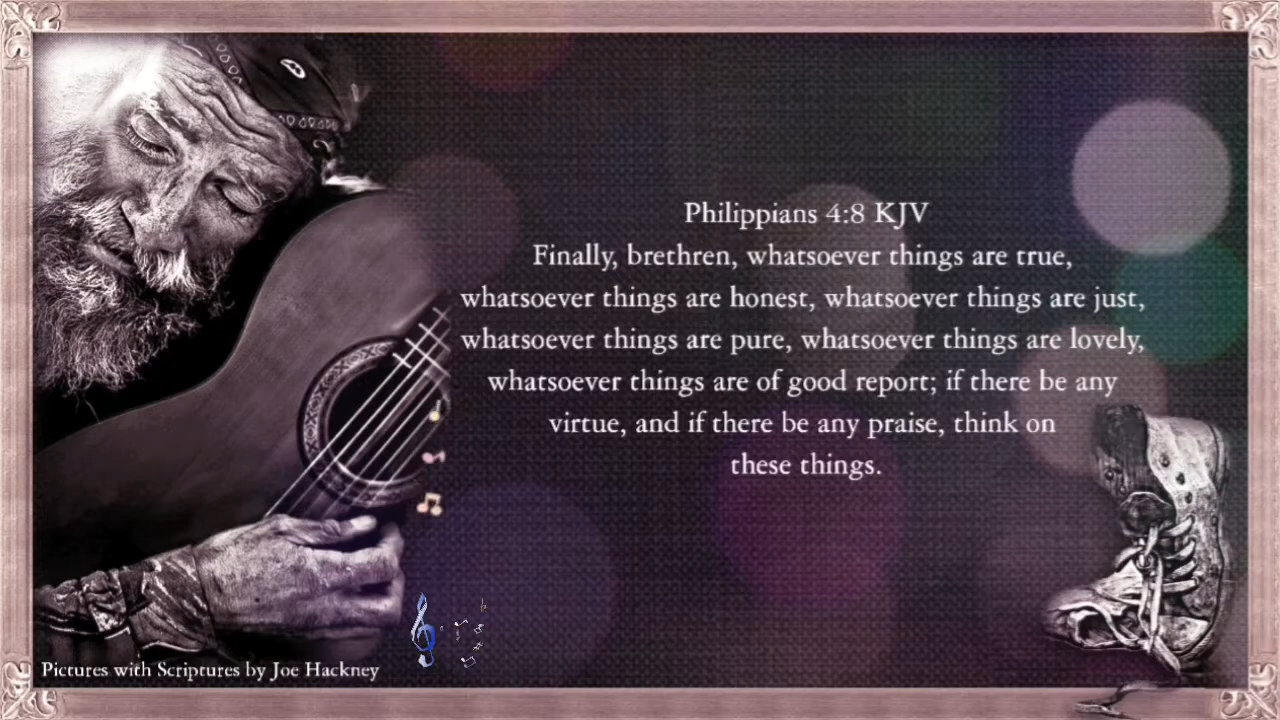 Philippians 4:8 KJV
Finally, brethren, whatsoever things are true,
whatsoever things are honest, whatsoever things are just,
whatsoever things are pure, whatsoever things are lovely,
whatsoever things are of good report; if there be any
virtue, and if there be any praise, think on
these things.
Pictures with Scriptures by Joe Hackney